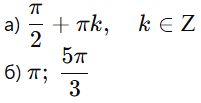 а) π/2 + πk, k ∈ Z
б) π; 5π/3